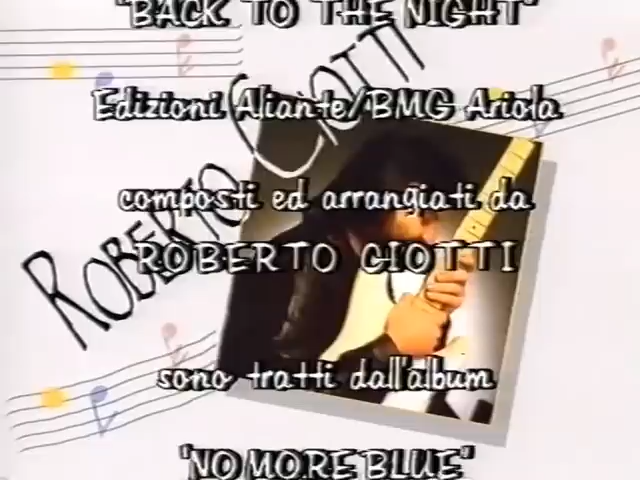 "BACK TO THE NIGHT"
Edizioni Aliante/BMG Ariola
composti ed arrangiati da
ROBERTO CIOTTI
sono tratti dall'album
"NO MORE BLUE"
ROBERTO CIOTTI